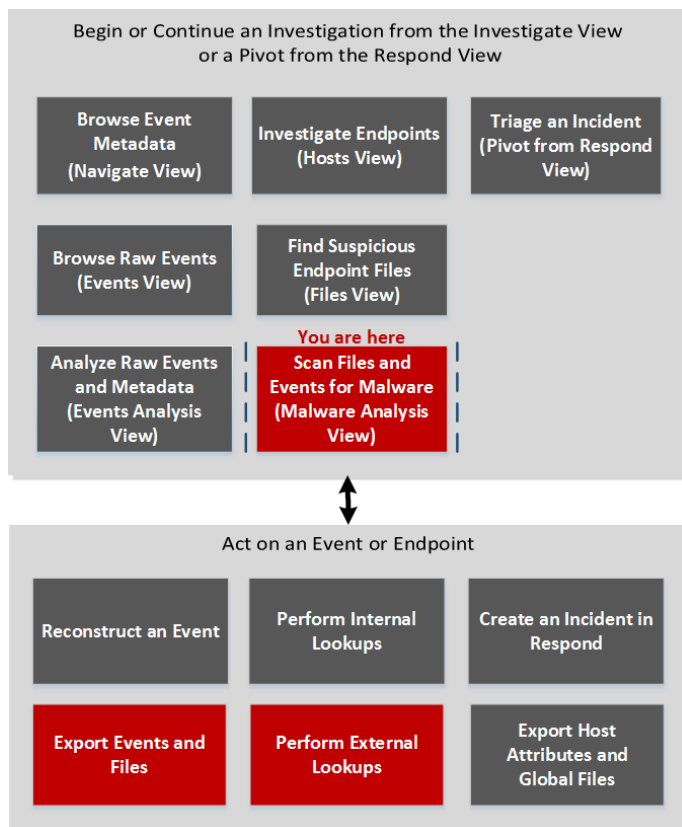 Begin or Continue an Investigation from the Investigate View
or a Pivot from the Respond View
Browse Event
Metadata
(Navigate View)
Investigate Endpoints
(Hosts View)
Triage an Incident
(Pivot from Respond
View)
Browse Raw Events
(Events View)
Find Suspicious
Endpoint Files
(Files View)
Analyze Raw Events
and Metadata
(Events Analysis
View)
You are here
Scan Files and
Events for Malware
(Malware Analysis
View)
Act on an Event or Endpoint
Reconstruct an Event
Perform Internal
Lookups
Create an Incident in
Respond
Export Events and
Files
Perform External
Lookups
Export Host
Attributes and
Global Files